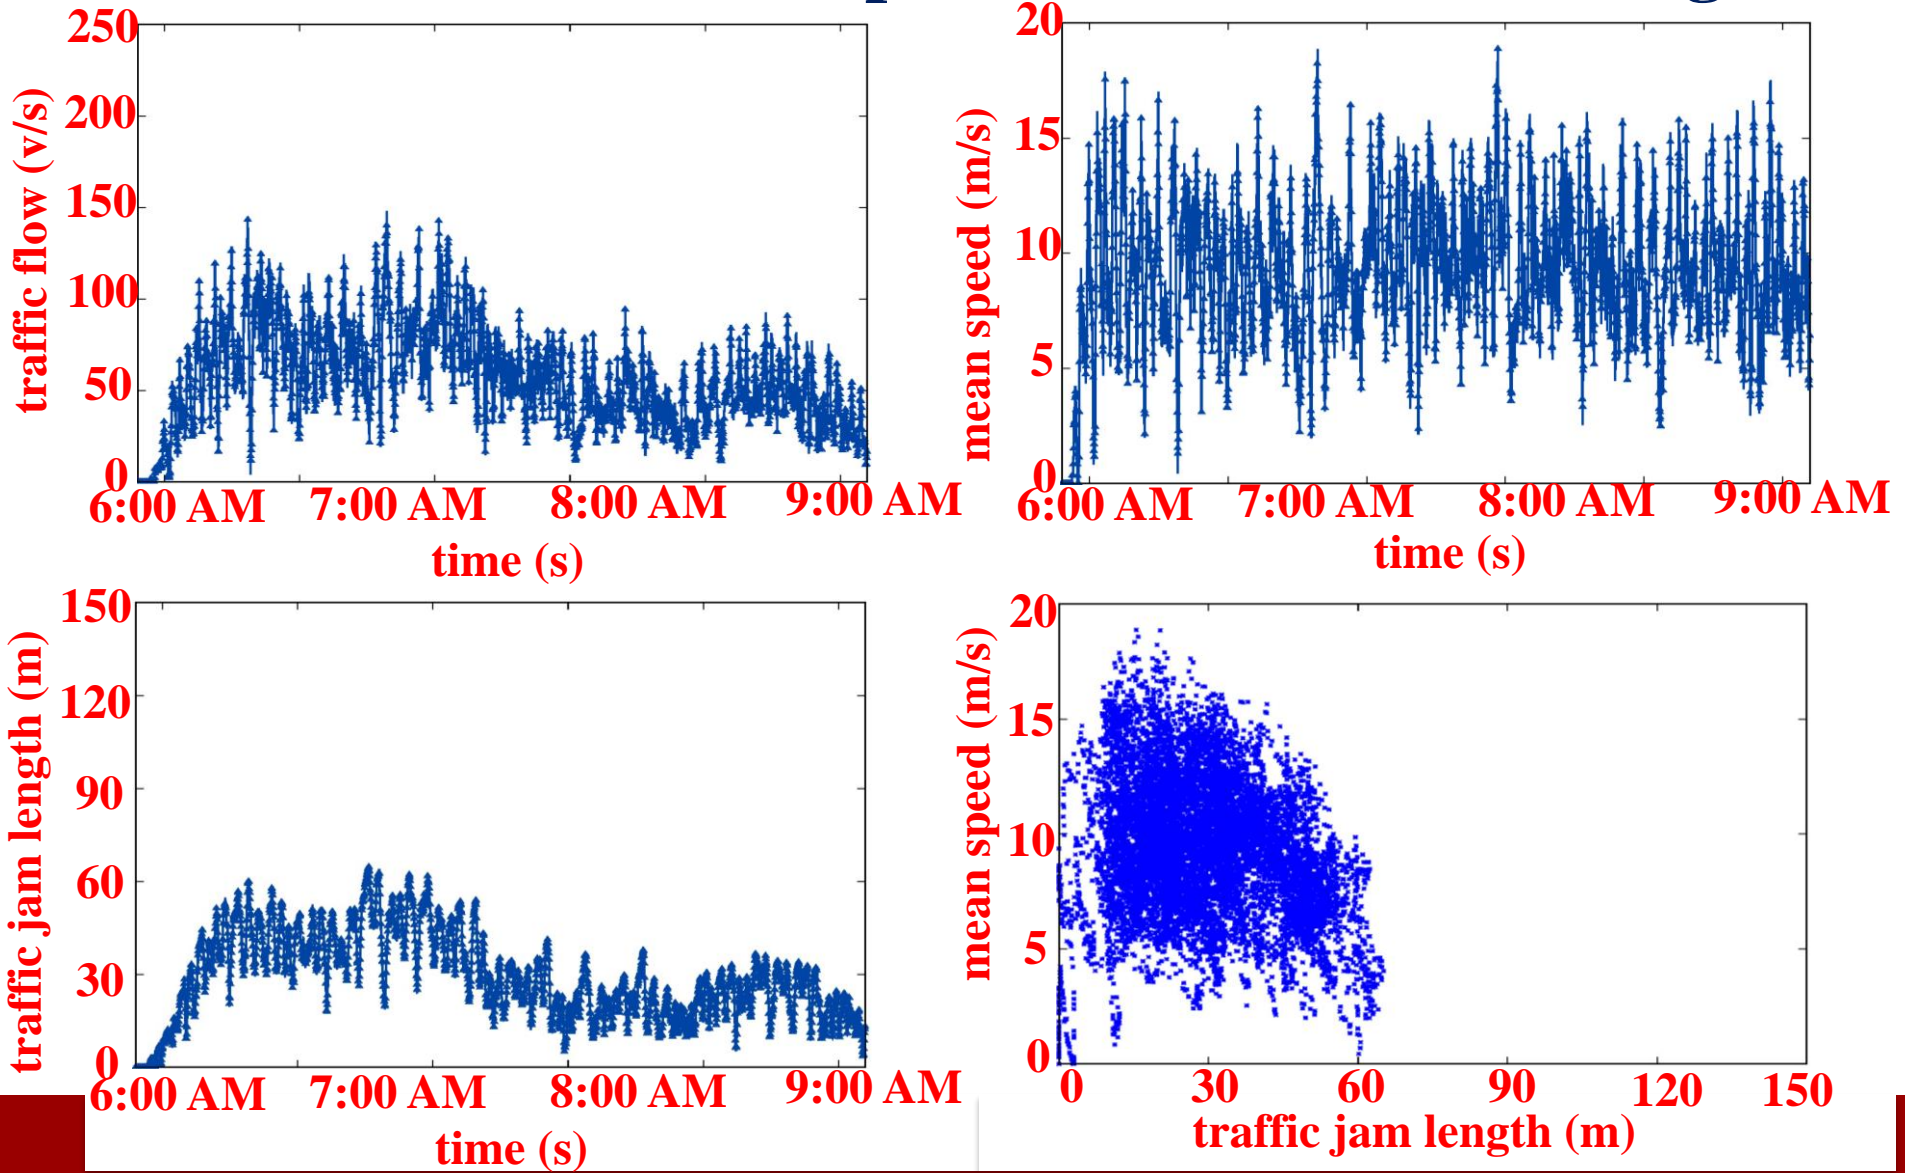 250
200
150
100
50
0
traffic flow (v/s)
6:00 AM 7:00 AM 8:00 AM 9:00 AM
time (s)
20
15
10
5
0
mean speed (m/s)
6:00 AM 7:00 AM 8:00 AM 9:00 AM
time (s)
150
120
90
60
30
0
traffic jam length (m)
6:00 AM 7:00 AM 8:00 AM 9:00 AM
time (s)
20
15
10
5
0
mean speed (m/s)
0 30 60 90 120 150
traffic jam length (m)